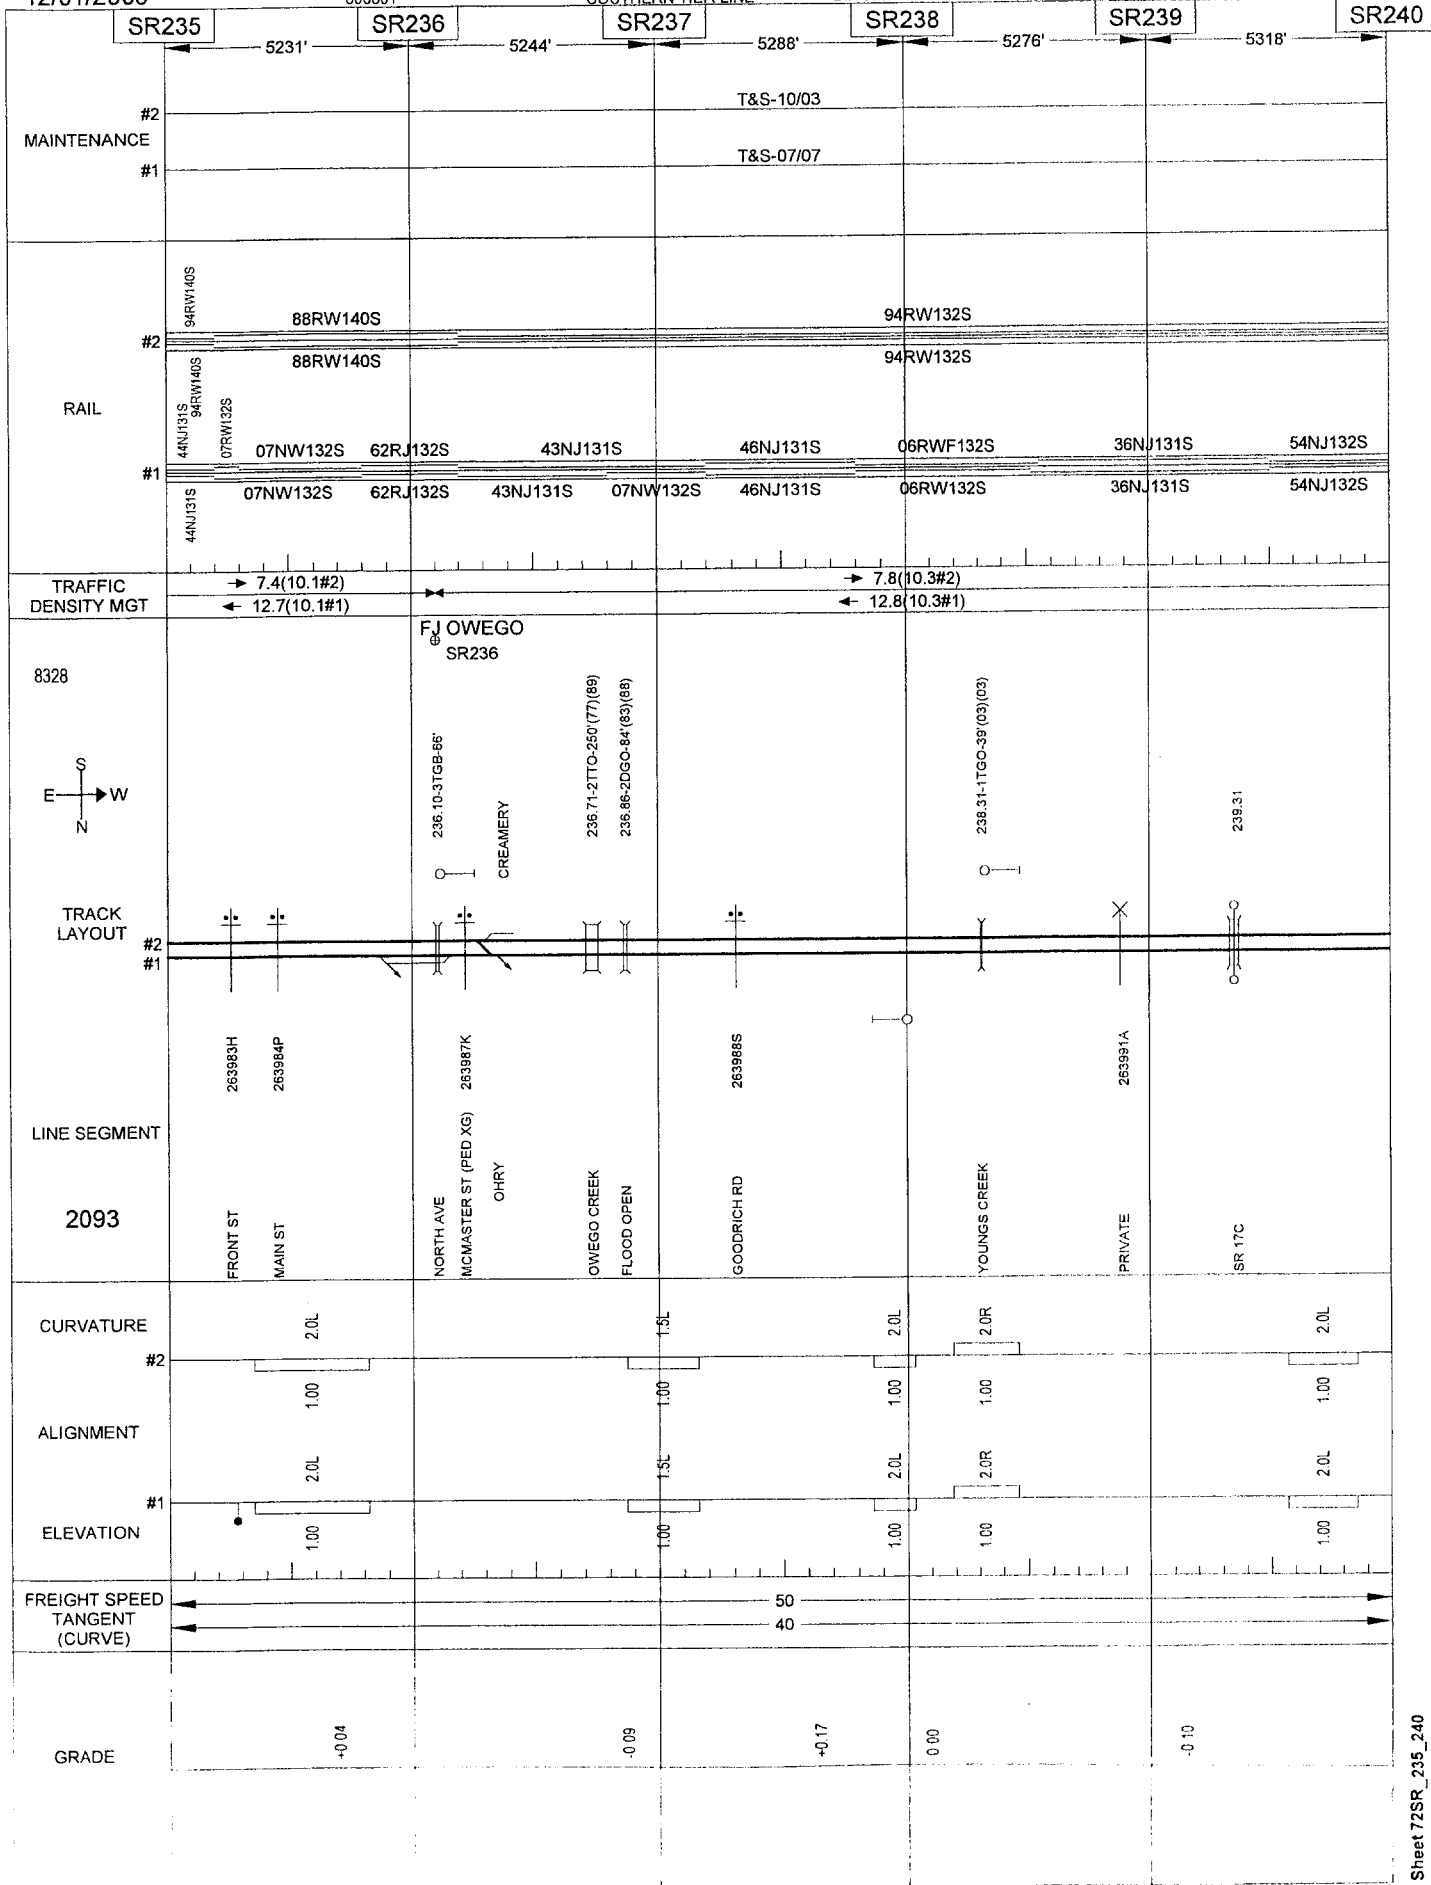 SR235 SR236 SR237 SR238 SR239 SR240
5231' 5244' 5288' 5276' 5318'
#2 T&S-10/03
MAINTENANCE
#1 T&S-07/07
94RW140S
88RW140S 94RW132S
#2
88RW140S 94RW132S
94RW140S
RAIL
44NJ131S 07RW132S
07NW132S 62RJ132S 43NJ131S 46NJ131S 06RWF132S 36NJ131S 54NJ132S
#1
07NW132S 62RJ132S 43NJ131S 07NW132S 46NJ131S 06RW132S 36NJ131S 54NJ132S
44NJ131S
TRAFFIC DENSITY MGT
7.4(10.1#2) 7.8(10.3#2)
12.7(10.1#1) 12.8(10.3#1)
FJ OWEGO
SR236
8328
S
E W
N
236.10-3TGB-66'
CREAMERY
236.71-2TTO-250'(77)(89)
236.86-2DGO-84'(83)(88)
238.31-1TGO-39'(03)(03)
239.31
TRACK
LAYOUT
#2
#1
263983H
263984P
263987K
263988S
263991A
LINE SEGMENT
2093
FRONT ST
MAIN ST
NORTH AVE
MCMASTER ST (PED XG)
OHRY
OWEGO CREEK
FLOOD OPEN
GOODRICH RD
YOUNGS CREEK
PRIVATE
SR 17C
CURVATURE
2.0L 1.5L 2.0L 2.0R 2.0L
#2
1.00 1.00 1.00 1.00 1.00
ALIGNMENT
2.0L 1.5L 2.0L 2.0R 2.0L
#1
ELEVATION
1.00 1.00 1.00 1.00 1.00
FREIGHT SPEED
TANGENT
(CURVE)
50
40
GRADE
+0.04 -0.09 +0.17 0.00 -0.10
Sheet 72SR_235_240